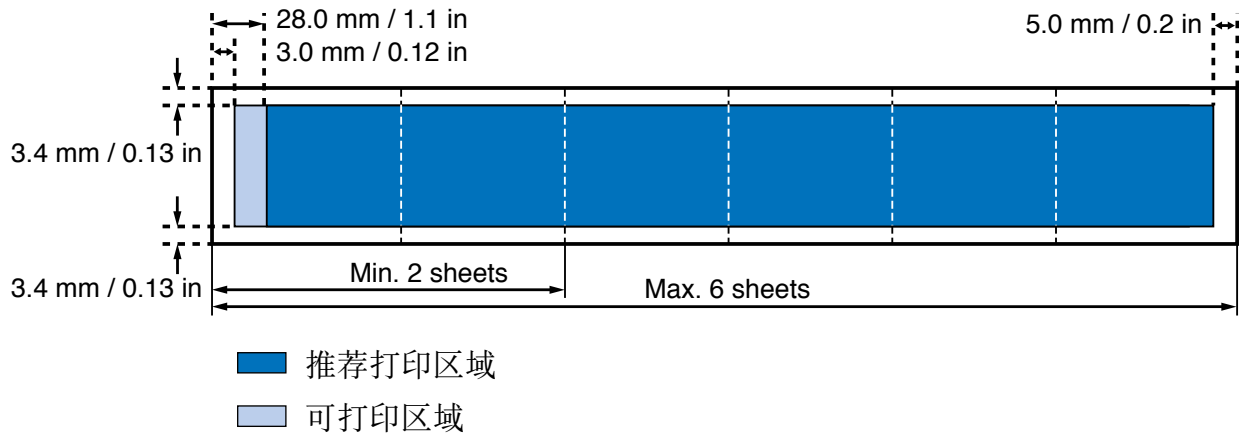 28.0 mm / 1.1 in
5.0 mm / 0.2 in
3.0 mm / 0.12 in
3.4 mm / 0.13 in
3.4 mm / 0.13 in
Min. 2 sheets
Max. 6 sheets
推荐打印区域
可打印区域